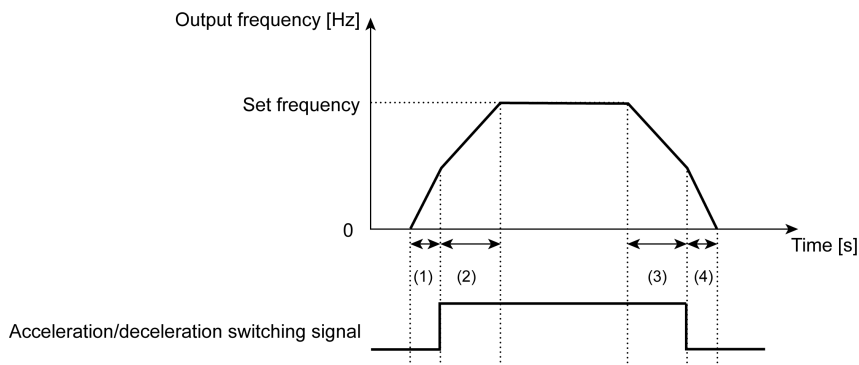 Output frequency [Hz]
Set frequency
0
Time [s]
(1) (2) (3) (4)
Acceleration/deceleration switching signal